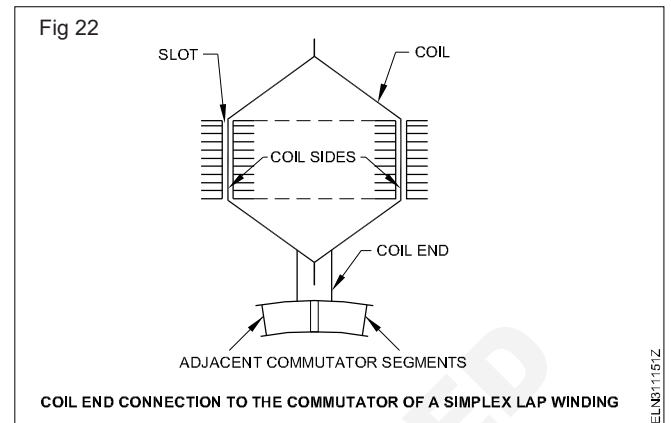 Fig 22
SLOT
COIL
COIL SIDES
COIL END
ADJACENT COMMUTATOR SEGMENTS
COIL END CONNECTION TO THE COMMUTATOR OF A SIMPLEX LAP WINDING
ELN311151Z